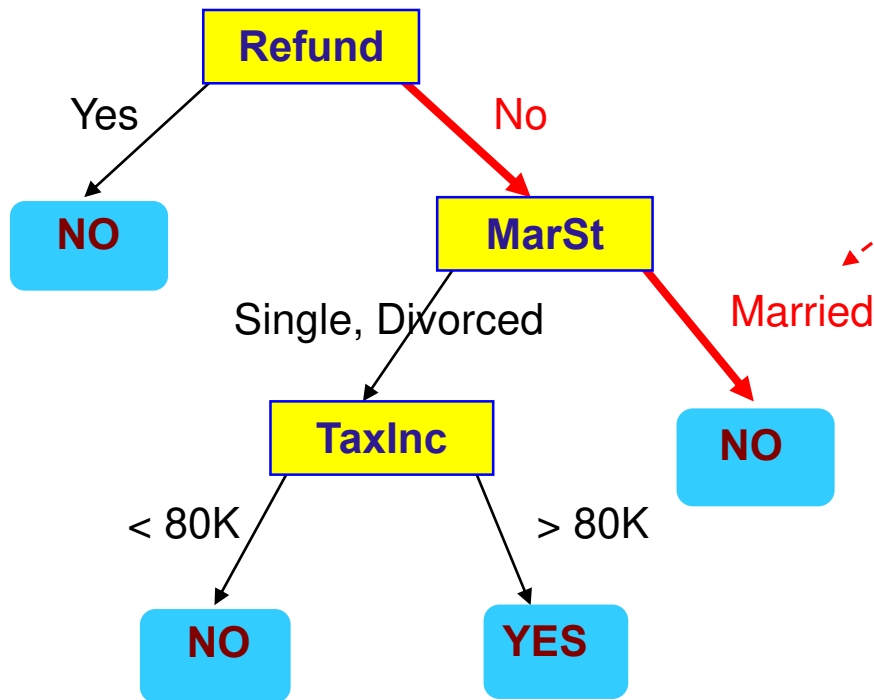 Refund
Yes
No
NO
MarSt
Single, Divorced
Married
TaxInc
NO
< 80K
> 80K
NO
YES